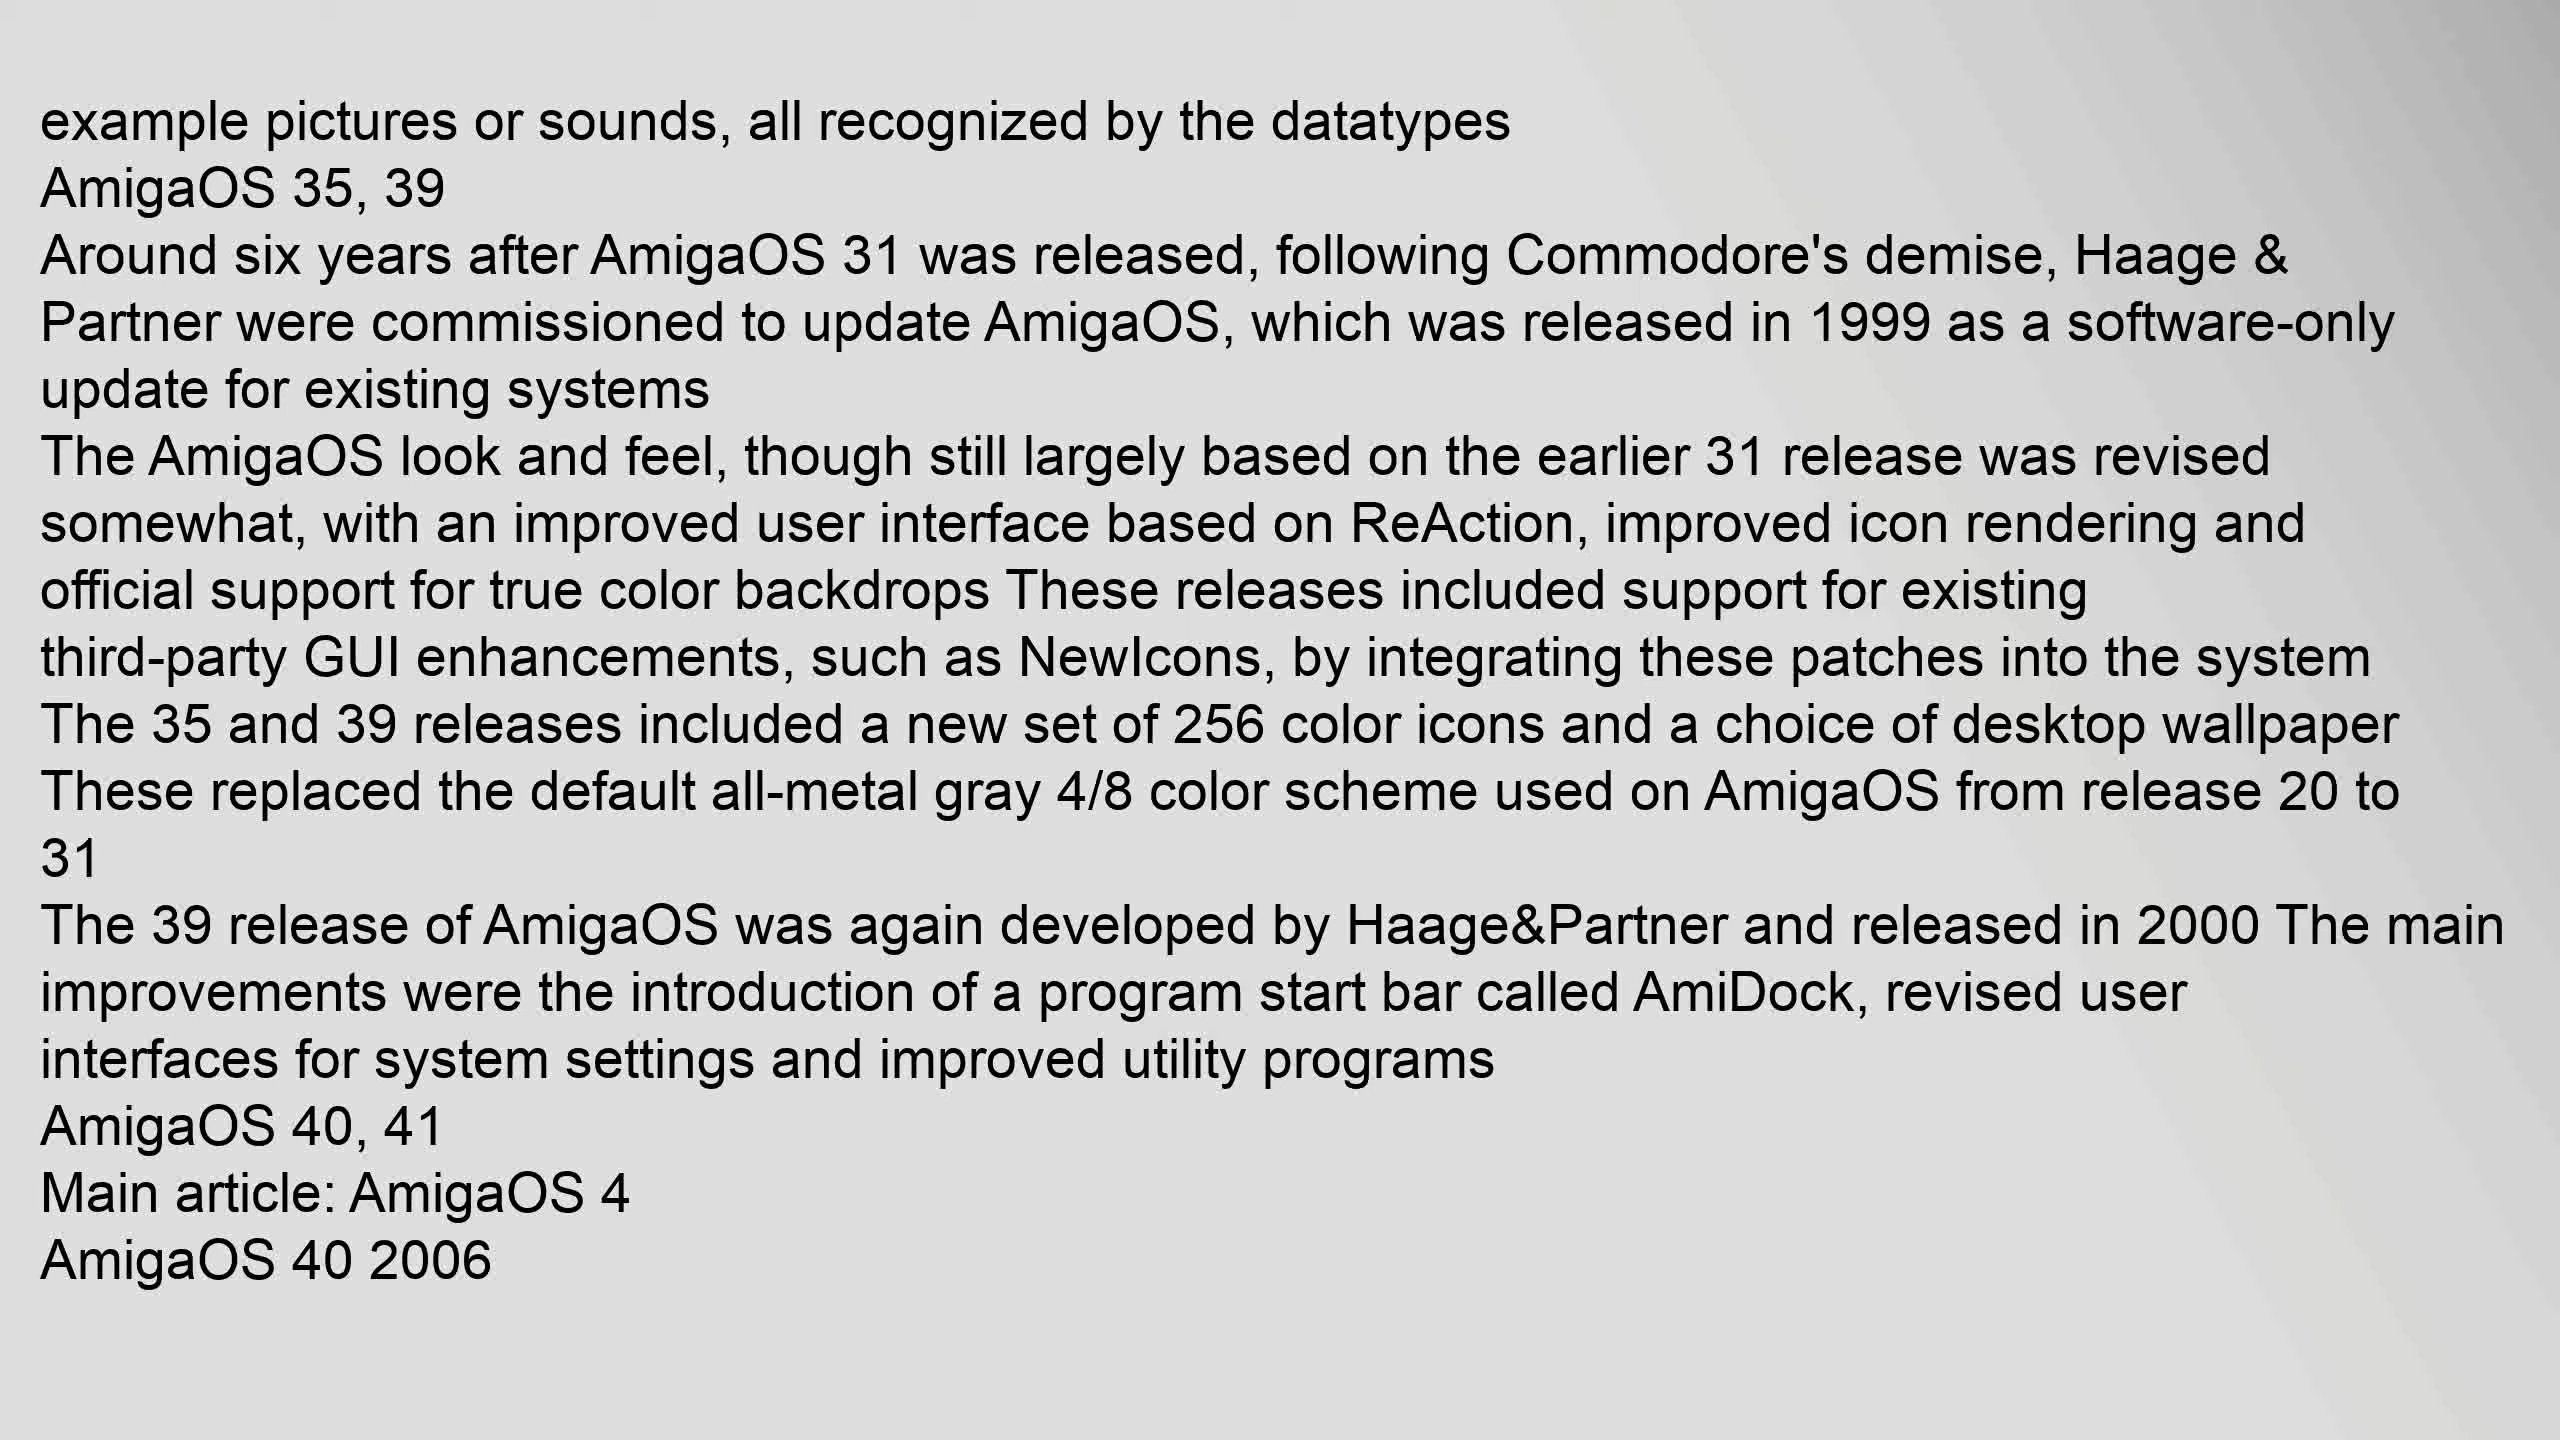 example pictures or sounds, all recognized by the datatypes
AmigaOS 35, 39
Around six years after AmigaOS 31 was released, following Commodore's demise, Haage &
Partner were commissioned to update AmigaOS, which was released in 1999 as a software-only
update for existing systems
The AmigaOS look and feel, though still largely based on the earlier 31 release was revised
somewhat, with an improved user interface based on ReAction, improved icon rendering and
official support for true color backdrops These releases included support for existing
third-party GUI enhancements, such as NewIcons, by integrating these patches into the system
The 35 and 39 releases included a new set of 256 color icons and a choice of desktop wallpaper
These replaced the default all-metal gray 4/8 color scheme used on AmigaOS from release 20 to
31
The 39 release of AmigaOS was again developed by Haage&Partner and released in 2000 The main
improvements were the introduction of a program start bar called AmiDock, revised user
interfaces for system settings and improved utility programs
AmigaOS 40, 41
Main article: AmigaOS 4
AmigaOS 40 2006